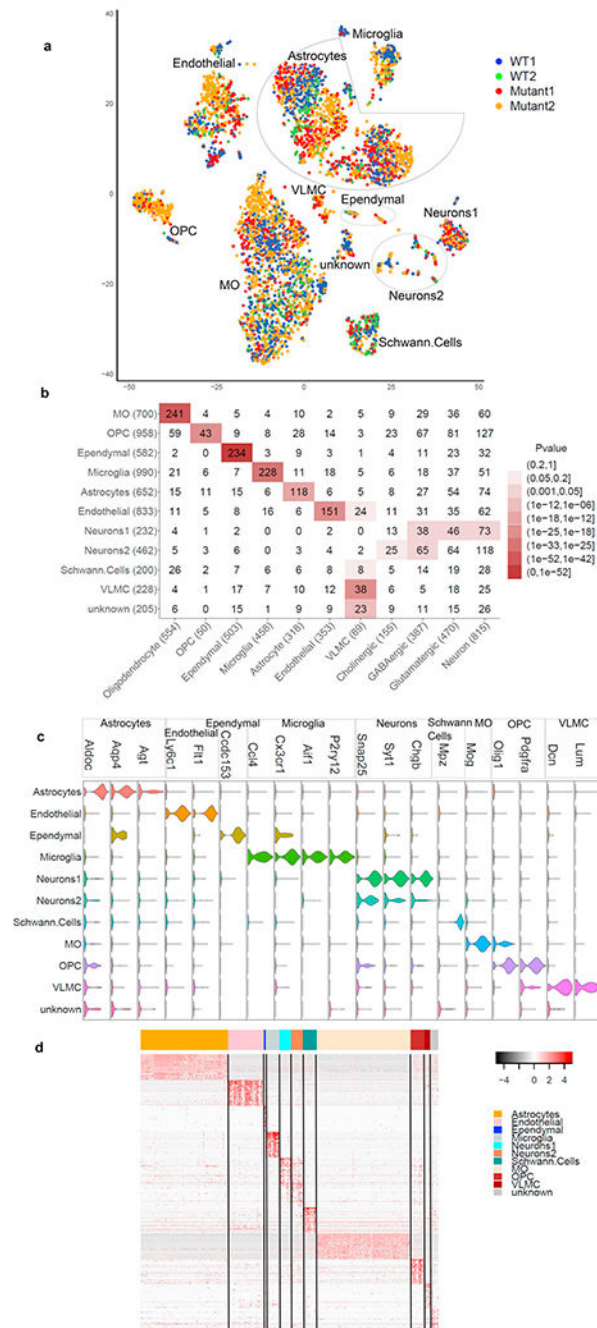 a
Microglia
Astrocytes
Endothelial
WT1
WT2
Mutant1
Mutant2
40
20
0
−20
−40
VLMC
Ependymal
Neurons1
OPC
unknown
MO
Neurons2
Schwann.Cells
−50 −25 0 25 50
b
MO (700) 241 4 5 4 10 2 5 9 29 36 60
OPC (958) 59 43 9 8 28 14 3 23 67 81 127
Ependymal (582) 2 0 234 3 9 3 1 4 11 23 32
Microglia (990) 21 6 7 228 11 18 5 6 18 37 51
Astrocytes (652) 15 11 15 6 118 6 5 8 27 54 74
Endothelial (833) 11 5 8 16 6 151 24 11 31 35 62
Neurons1 (232) 4 1 2 0 2 0 0 13 38 46 73
Neurons2 (462) 5 3 6 0 3 4 2 25 65 64 118
Schwann.Cells (200) 26 2 7 6 6 8 8 5 14 19 28
VLMC (228) 4 1 17 7 10 12 38 6 5 18 25
unknown (205) 6 0 15 1 9 9 23 9 11 15 26
Oligodendrocyte (554)
OPC (50)
Ependymal (503)
Microglia (458)
Astrocyte (318)
Endothelial (353)
VLMC (89)
Cholinergic (155)
GABAergic (387)
Glutamatergic (470)
Neuron (815)
Pvalue
(0.2,1]
(0.05,0.2]
(0.001,0.05]
(1e−12,1e−06]
(1e−18,1e−12]
(1e−25,1e−18]
(1e−33,1e−25]
(1e−52,1e−42]
(0,1e−52]
c
Astrocytes
Endothelial
Ependymal
Microglia
Neurons
Schwann Cells
MO
OPC
VLMC
Aldoc
Aqp4
Agt
Ly6c1
Flt1
Ccdc153
Ccl4
Cx3cr1
Aif1
P2ry12
Snap25
Syt1
Chgb
Mpz
Mog
Olig1
Pdgfra
Dcn
Lum
Astrocytes
Endothelial
Ependymal
Microglia
Neurons1
Neurons2
Schwann.Cells
MO
OPC
VLMC
unknown
d
−4 −2 0 2 4
Astrocytes
Endothelial
Ependymal
Microglia
Neurons1
Neurons2
Schwann.Cells
MO
OPC
VLMC
unknown